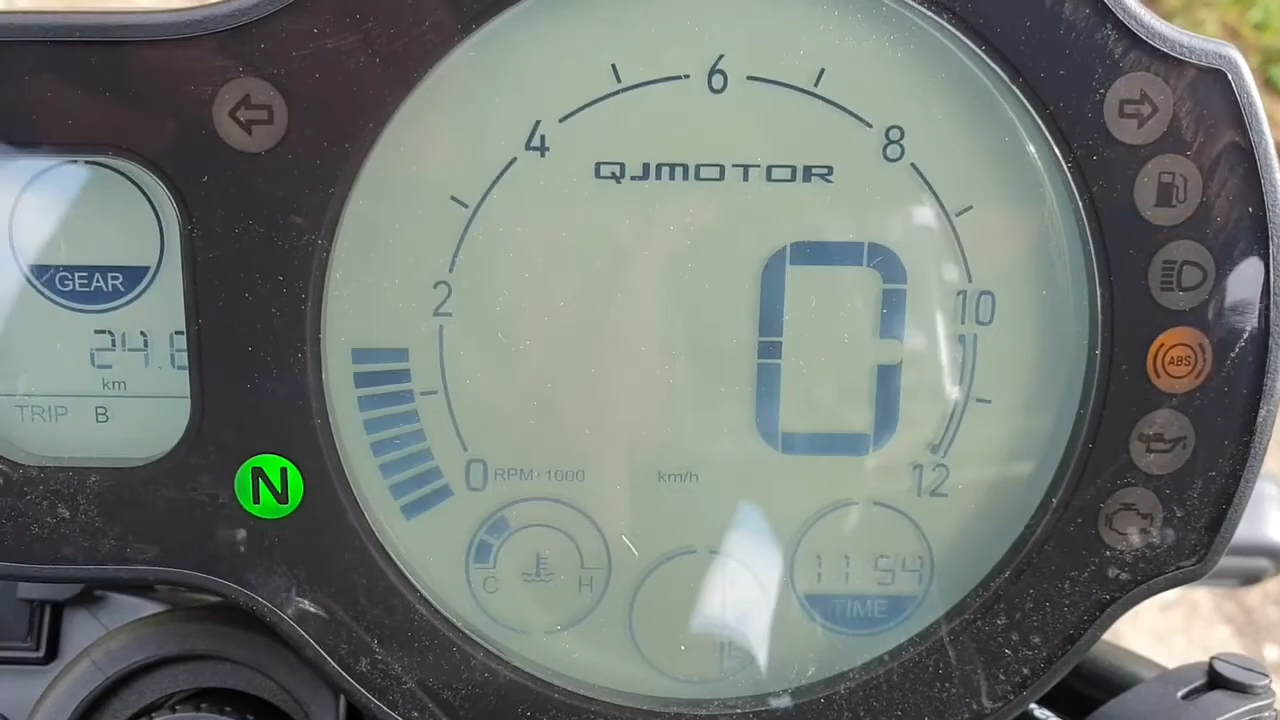 6
4
8
QJMOTOR
GEAR
2
10
0
24.6
km
ABS
TRIP B
N
0
RPM×1000
km/h
12
C
H
11 54
TIME